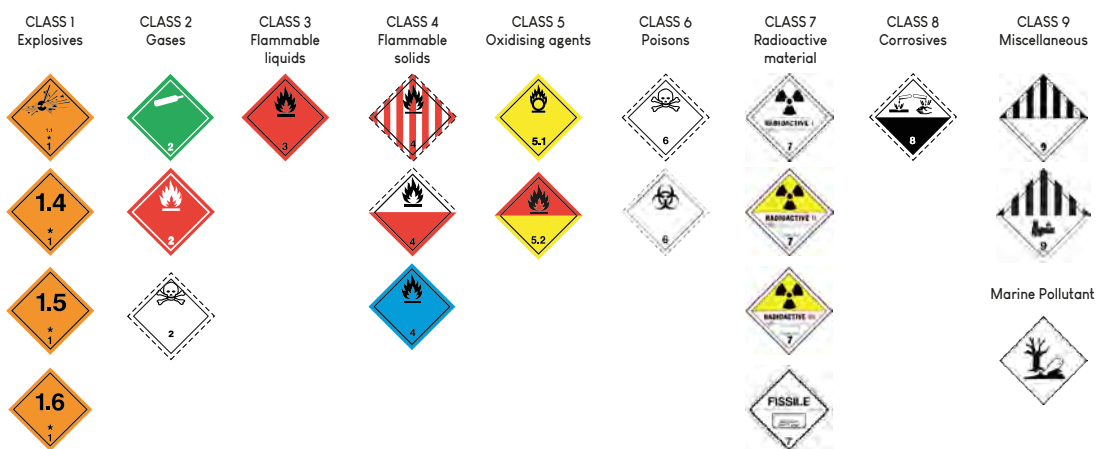 CLASS 1
Explosives
CLASS 2
Gases
CLASS 3
Flammable
liquids
CLASS 4
Flammable
solids
CLASS 5
Oxidising agents
CLASS 6
Poisons
CLASS 7
Radioactive
material
CLASS 8
Corrosives
CLASS 9
Miscellaneous
1.1
*
1
2
3
4
5.1
6
RADIOACTIVE I
7
8
9
1.4
*
1
2
4
5.2
6
RADIOACTIVE II
7
9
1.5
*
1
2
4
RADIOACTIVE III
7
Marine Pollutant
1.6
*
1
FISSILE
7